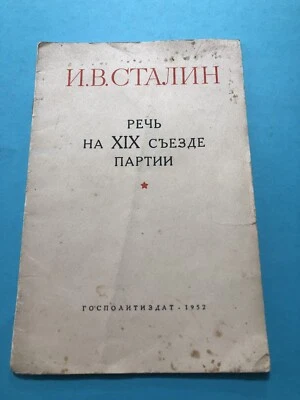 И.В.СТАЛИН
РЕЧЬ
НА XIX СЪЕЗДЕ
ПАРТИИ
ГОСПОЛИТИЗДАТ · 1952